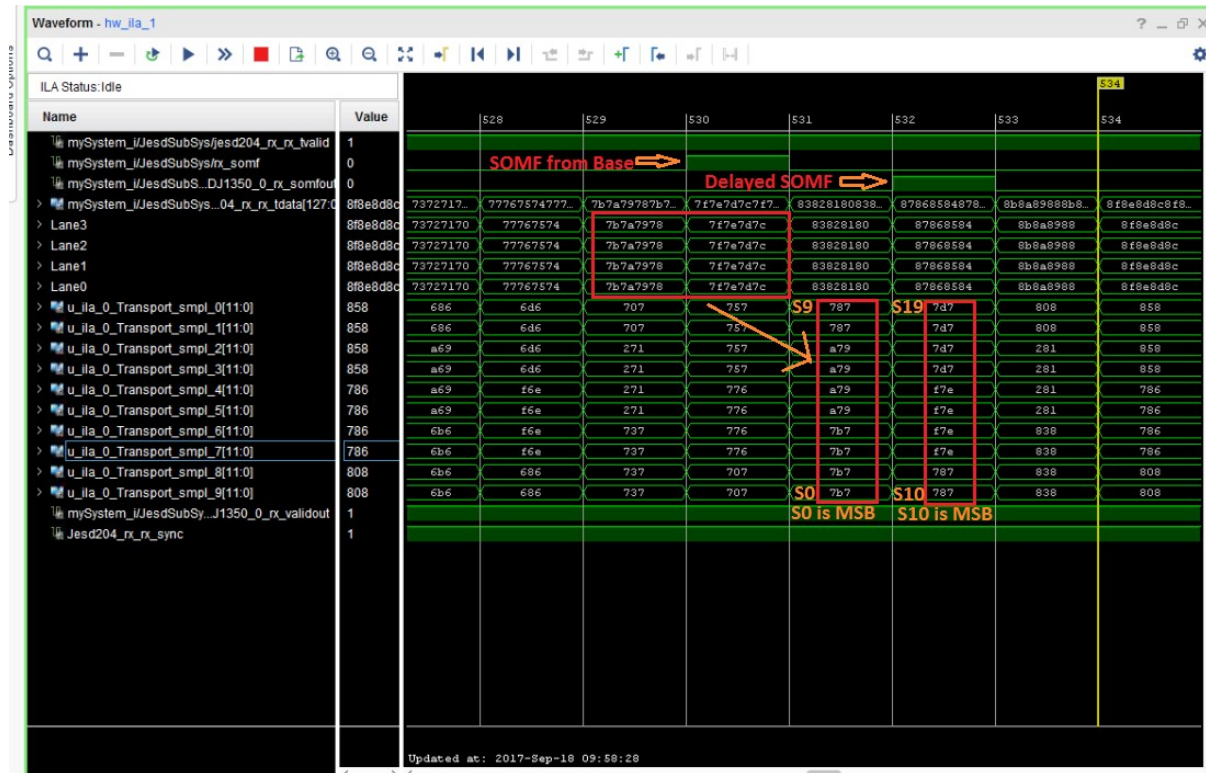 Waveform - hw_ila_1
Dashboard Options
ILA Status:Idle
534
Name Value 528 529 530 531 532 533 534
mySystem_i/JesdSubSys/jesd204_rx_rx_tvalid 1
mySystem_i/JesdSubSys/rx_somf 0
SOMF from Base
mySystem_i/JesdSubS...DJ1350_0_rx_somfout 0
Delayed SOMF
mySystem_i/JesdSubSys...04_rx_rx_tdata[127:0 8f8e8d8c 7372717... 77767574777... 7b7a79787b7... 7f7e7d7c7f7... 83828180838... 87868584878... 8b8a89888b8... 8f8e8d8c8f8...
Lane3 8f8e8d8c 73727170 77767574 7b7a7978 7f7e7d7c 83828180 87868584 8b8a8988 8f8e8d8c
Lane2 8f8e8d8c 73727170 77767574 7b7a7978 7f7e7d7c 83828180 87868584 8b8a8988 8f8e8d8c
Lane1 8f8e8d8c 73727170 77767574 7b7a7978 7f7e7d7c 83828180 87868584 8b8a8988 8f8e8d8c
Lane0 8f8e8d8c 73727170 77767574 7b7a7978 7f7e7d7c 83828180 87868584 8b8a8988 8f8e8d8c
u_ila_0_Transport_smpl_0[11:0] 858 686 6d6 707 757 S9 787 S19 7d7 808 858
u_ila_0_Transport_smpl_1[11:0] 858 686 6d6 707 757 787 7d7 808 858
u_ila_0_Transport_smpl_2[11:0] 858 a69 6d6 271 757 a79 7d7 281 858
u_ila_0_Transport_smpl_3[11:0] 858 a69 6d6 271 757 a79 7d7 281 858
u_ila_0_Transport_smpl_4[11:0] 786 a69 f6e 271 776 a79 f7e 281 786
u_ila_0_Transport_smpl_5[11:0] 786 a69 f6e 271 776 a79 f7e 281 786
u_ila_0_Transport_smpl_6[11:0] 786 6b6 f6e 737 776 7b7 f7e 838 786
u_ila_0_Transport_smpl_7[11:0] 786 6b6 f6e 737 776 7b7 f7e 838 786
u_ila_0_Transport_smpl_8[11:0] 808 6b6 686 737 707 7b7 787 838 808
u_ila_0_Transport_smpl_9[11:0] 808 6b6 686 737 707 S0 7b7 S10 787 838 808
S0 is MSB S10 is MSB
Jesd204_rx_rx_sync 1
Updated at: 2017-Sep-18 09:58:28